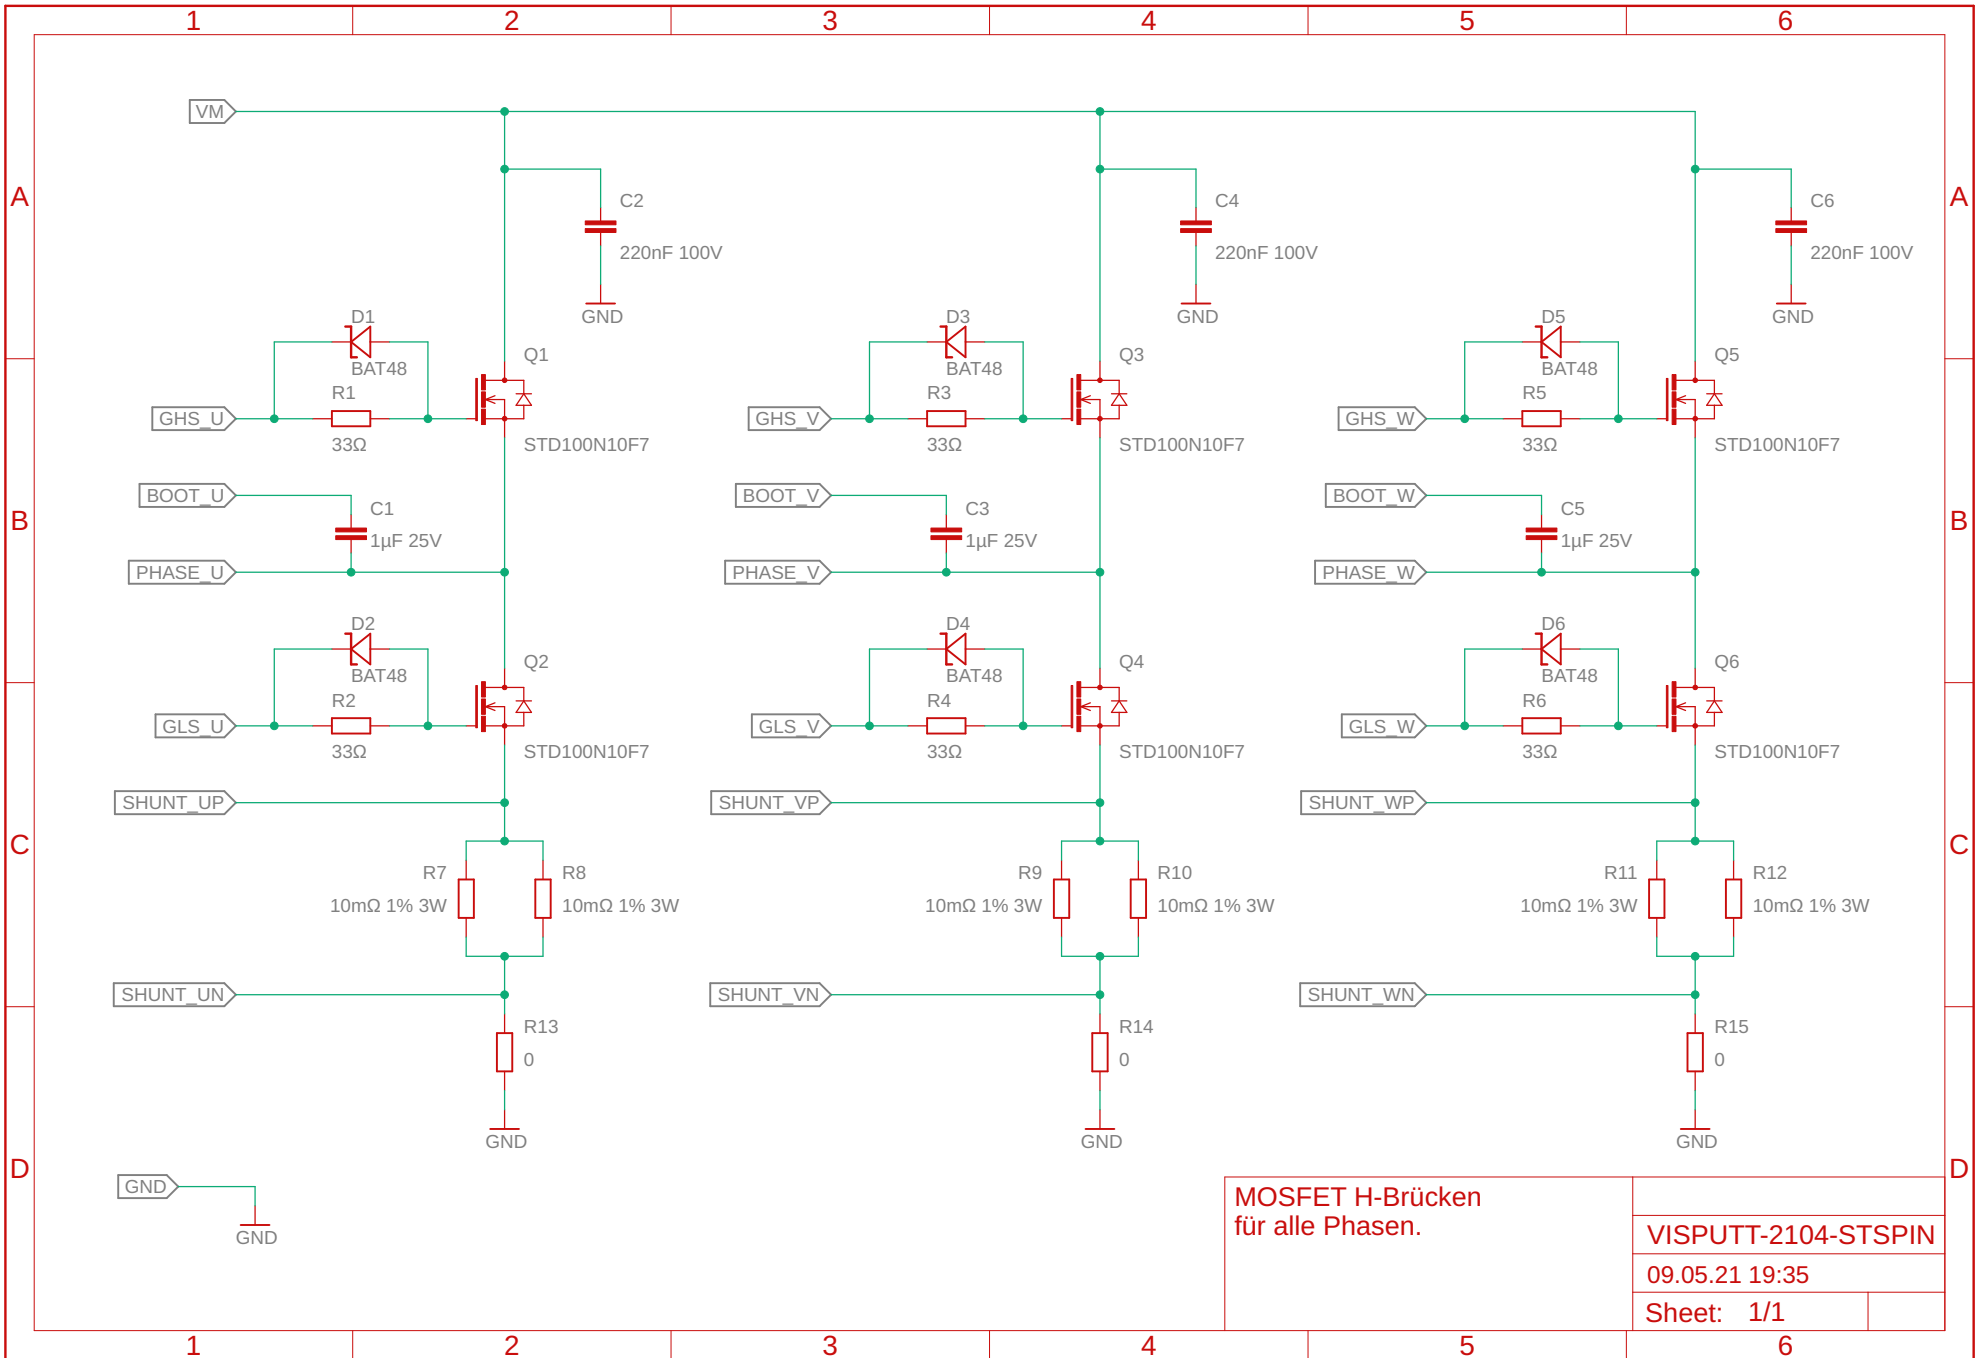 1 2 3 4 5 6
VM
A A
C2 C4 C6
220nF 100V 220nF 100V 220nF 100V
GND GND GND
D1 D3 D5
BAT48 BAT48 BAT48
Q1 Q3 Q5
R1 R3 R5
GHS_U GHS_V GHS_W
33Ω 33Ω 33Ω
STD100N10F7 STD100N10F7 STD100N10F7
BOOT_U BOOT_V BOOT_W
B B
C1 C3 C5
1µF 25V 1µF 25V 1µF 25V
PHASE_U PHASE_V PHASE_W
D2 D4 D6
BAT48 BAT48 BAT48
Q2 Q4 Q6
R2 R4 R6
GLS_U GLS_V GLS_W
33Ω 33Ω 33Ω
STD100N10F7 STD100N10F7 STD100N10F7
SHUNT_UP SHUNT_VP SHUNT_WP
C C
R7 R8 R9 R10 R11 R12
10mΩ 1% 3W 10mΩ 1% 3W 10mΩ 1% 3W 10mΩ 1% 3W 10mΩ 1% 3W 10mΩ 1% 3W
SHUNT_UN SHUNT_VN SHUNT_WN
R13 R14 R15
0 0 0
GND GND GND
D D
GND
GND
MOSFET H-Brücken
für alle Phasen.
VISPUTT-2104-STSPIN
09.05.21 19:35
Sheet: 1/1
1 2 3 4 5 6